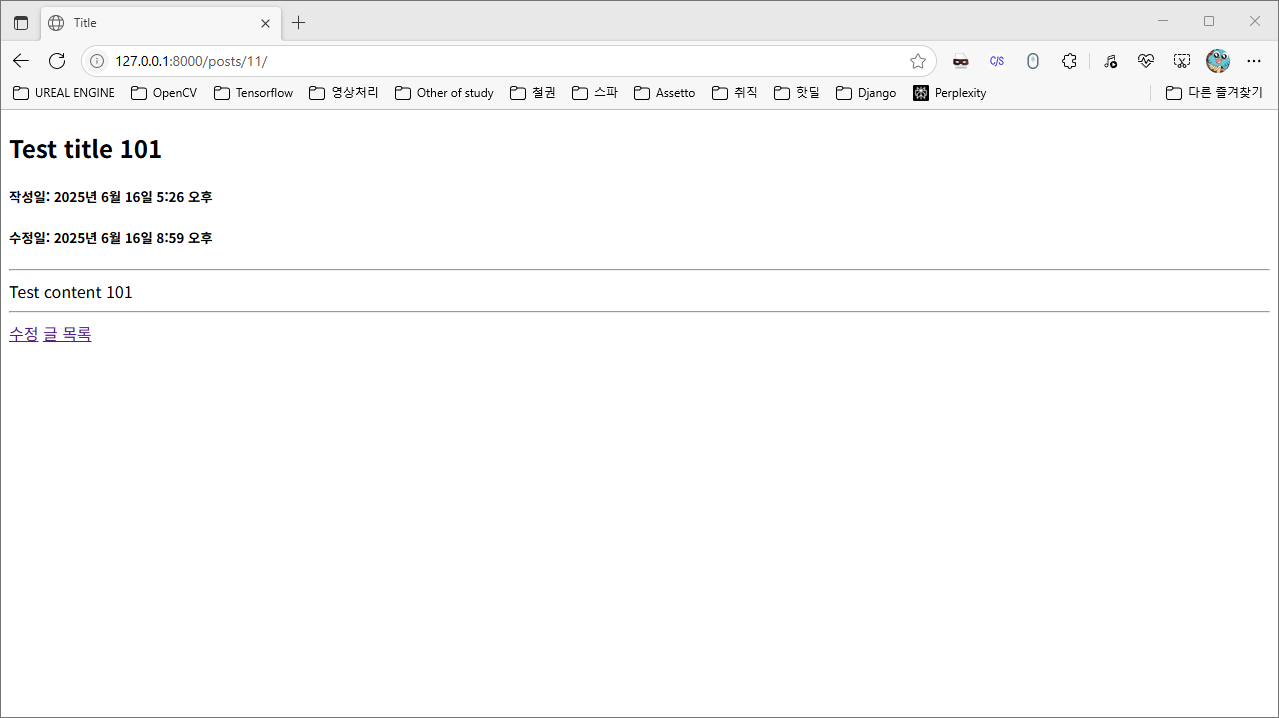 Title
127.0.0.1:8000/posts/11/
C/S
UREAL ENGINE OpenCV Tensorflow 영상처리 Other of study 철권 스파 Assetto 취직 핫딜 Django Perplexity 다른 즐겨찾기
Test title 101
작성일: 2025년 6월 16일 5:26 오후
수정일: 2025년 6월 16일 8:59 오후
Test content 101
수정 글 목록